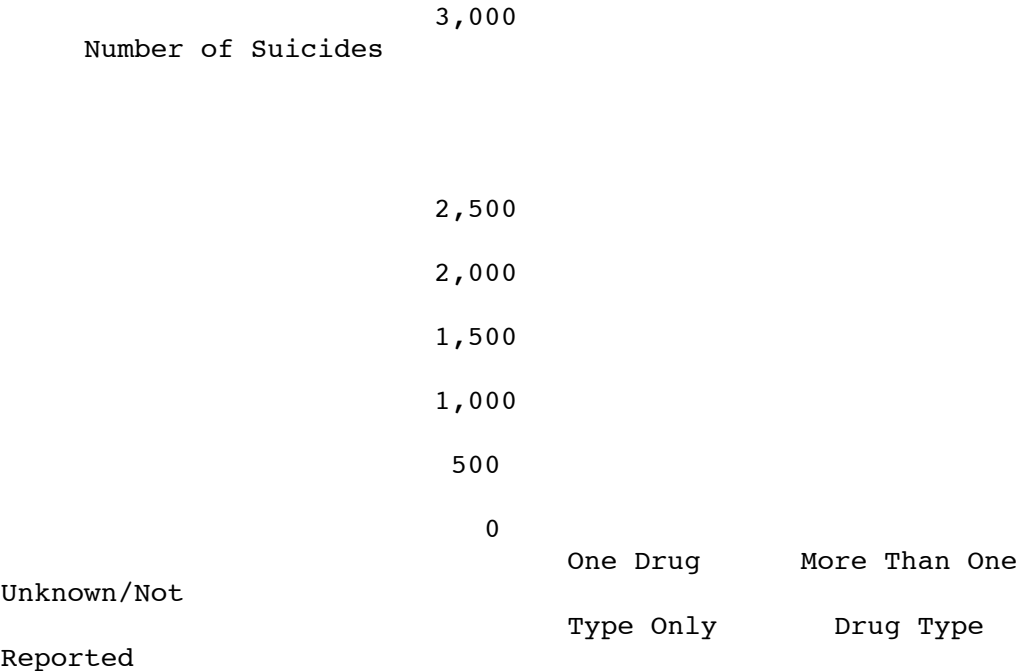 3,000
Number of Suicides
2,500
2,000
1,500
1,000
500
0
One Drug More Than One
Unknown/Not
Type Only Drug Type
Reported